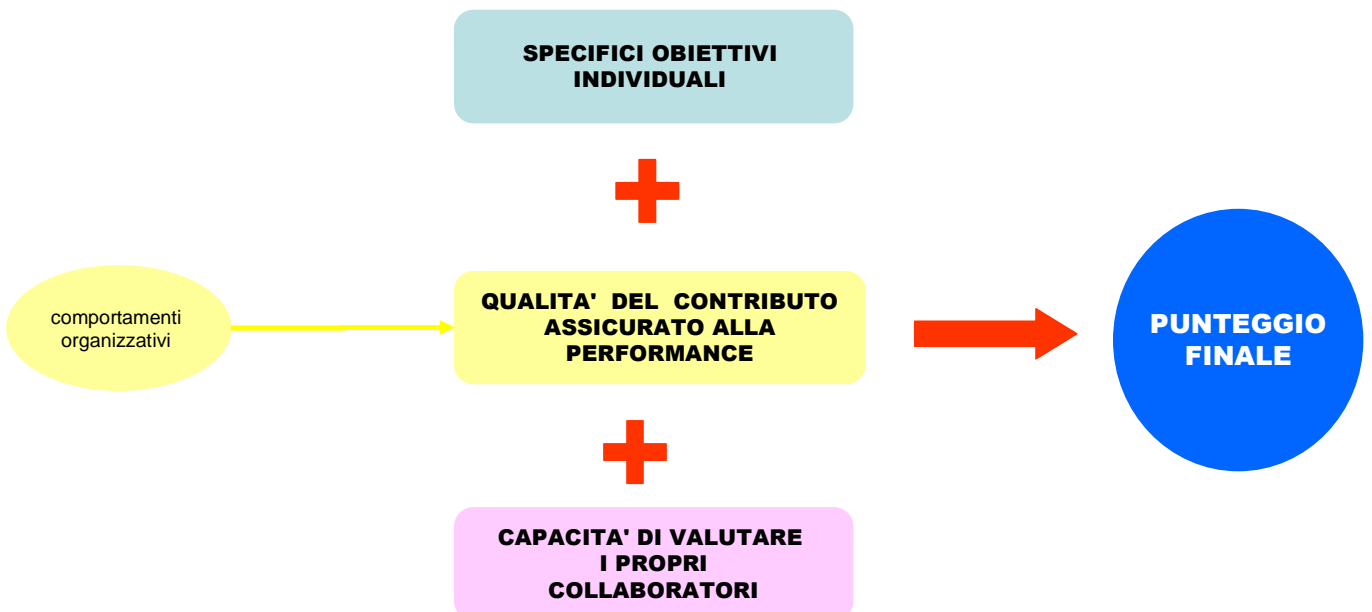 SPECIFICI OBIETTIVI
INDIVIDUALI
comportamenti
organizzativi
QUALITA' DEL CONTRIBUTO
ASSICURATO ALLA
PERFORMANCE
PUNTEGGIO
FINALE
CAPACITA' DI VALUTARE
I PROPRI
COLLABORATORI